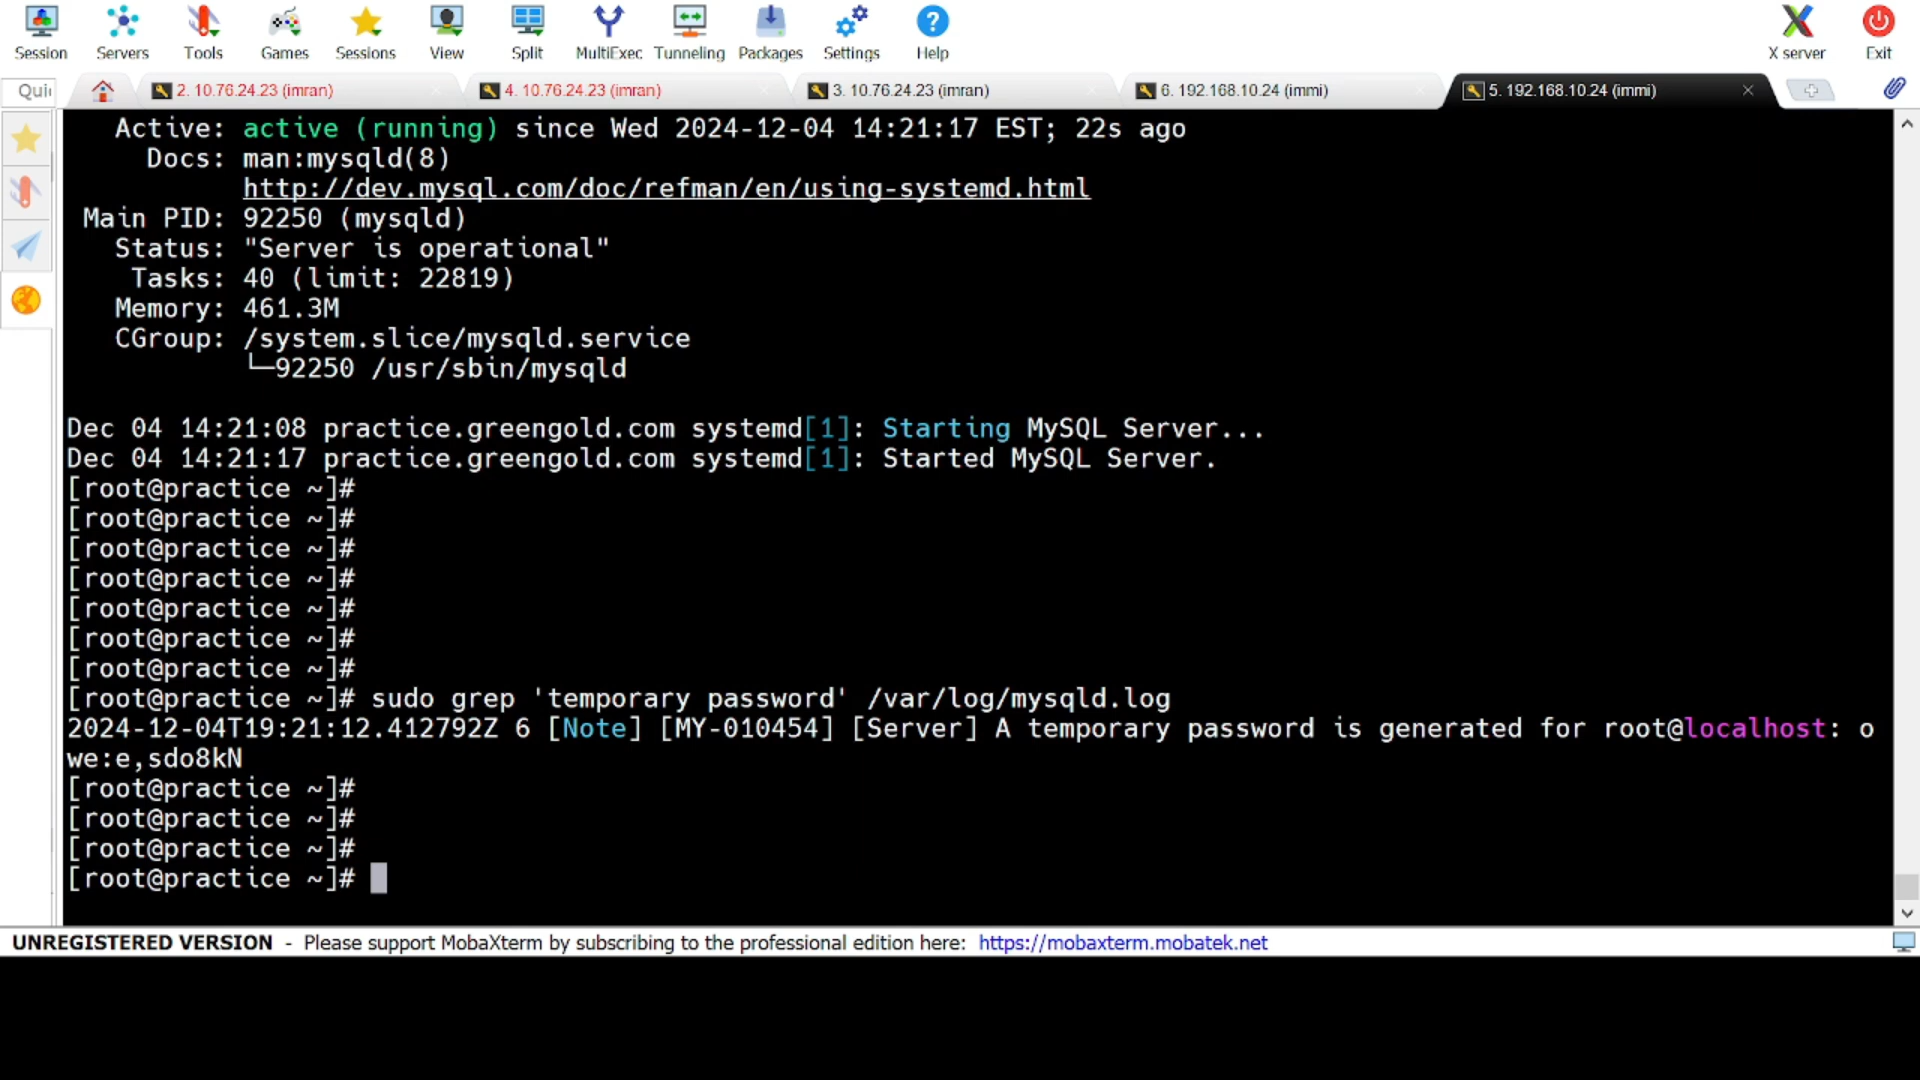 Session Servers Tools Games Sessions View Split MultiExec Tunneling Packages Settings Help X server Exit
Qui 2. 10.76.24.23 (imran) 4. 10.76.24.23 (imran) 3. 10.76.24.23 (imran) 6. 192.168.10.24 (immi) 5. 192.168.10.24 (immi)
Active: active (running) since Wed 2024-12-04 14:21:17 EST; 22s ago
Docs: man:mysqld(8)
http://dev.mysql.com/doc/refman/en/using-systemd.html
Main PID: 92250 (mysqld)
Status: "Server is operational"
Tasks: 40 (limit: 22819)
Memory: 461.3M
CGroup: /system.slice/mysqld.service
└─92250 /usr/sbin/mysqld
Dec 04 14:21:08 practice.greengold.com systemd[1]: Starting MySQL Server...
Dec 04 14:21:17 practice.greengold.com systemd[1]: Started MySQL Server.
[root@practice ~]#
[root@practice ~]#
[root@practice ~]#
[root@practice ~]#
[root@practice ~]#
[root@practice ~]#
[root@practice ~]#
[root@practice ~]# sudo grep 'temporary password' /var/log/mysqld.log
2024-12-04T19:21:12.412792Z 6 [Note] [MY-010454] [Server] A temporary password is generated for root@localhost: o
we:e,sdo8kN
[root@practice ~]#
[root@practice ~]#
[root@practice ~]#
[root@practice ~]#
UNREGISTERED VERSION - Please support MobaXterm by subscribing to the professional edition here: https://mobaxterm.mobatek.net